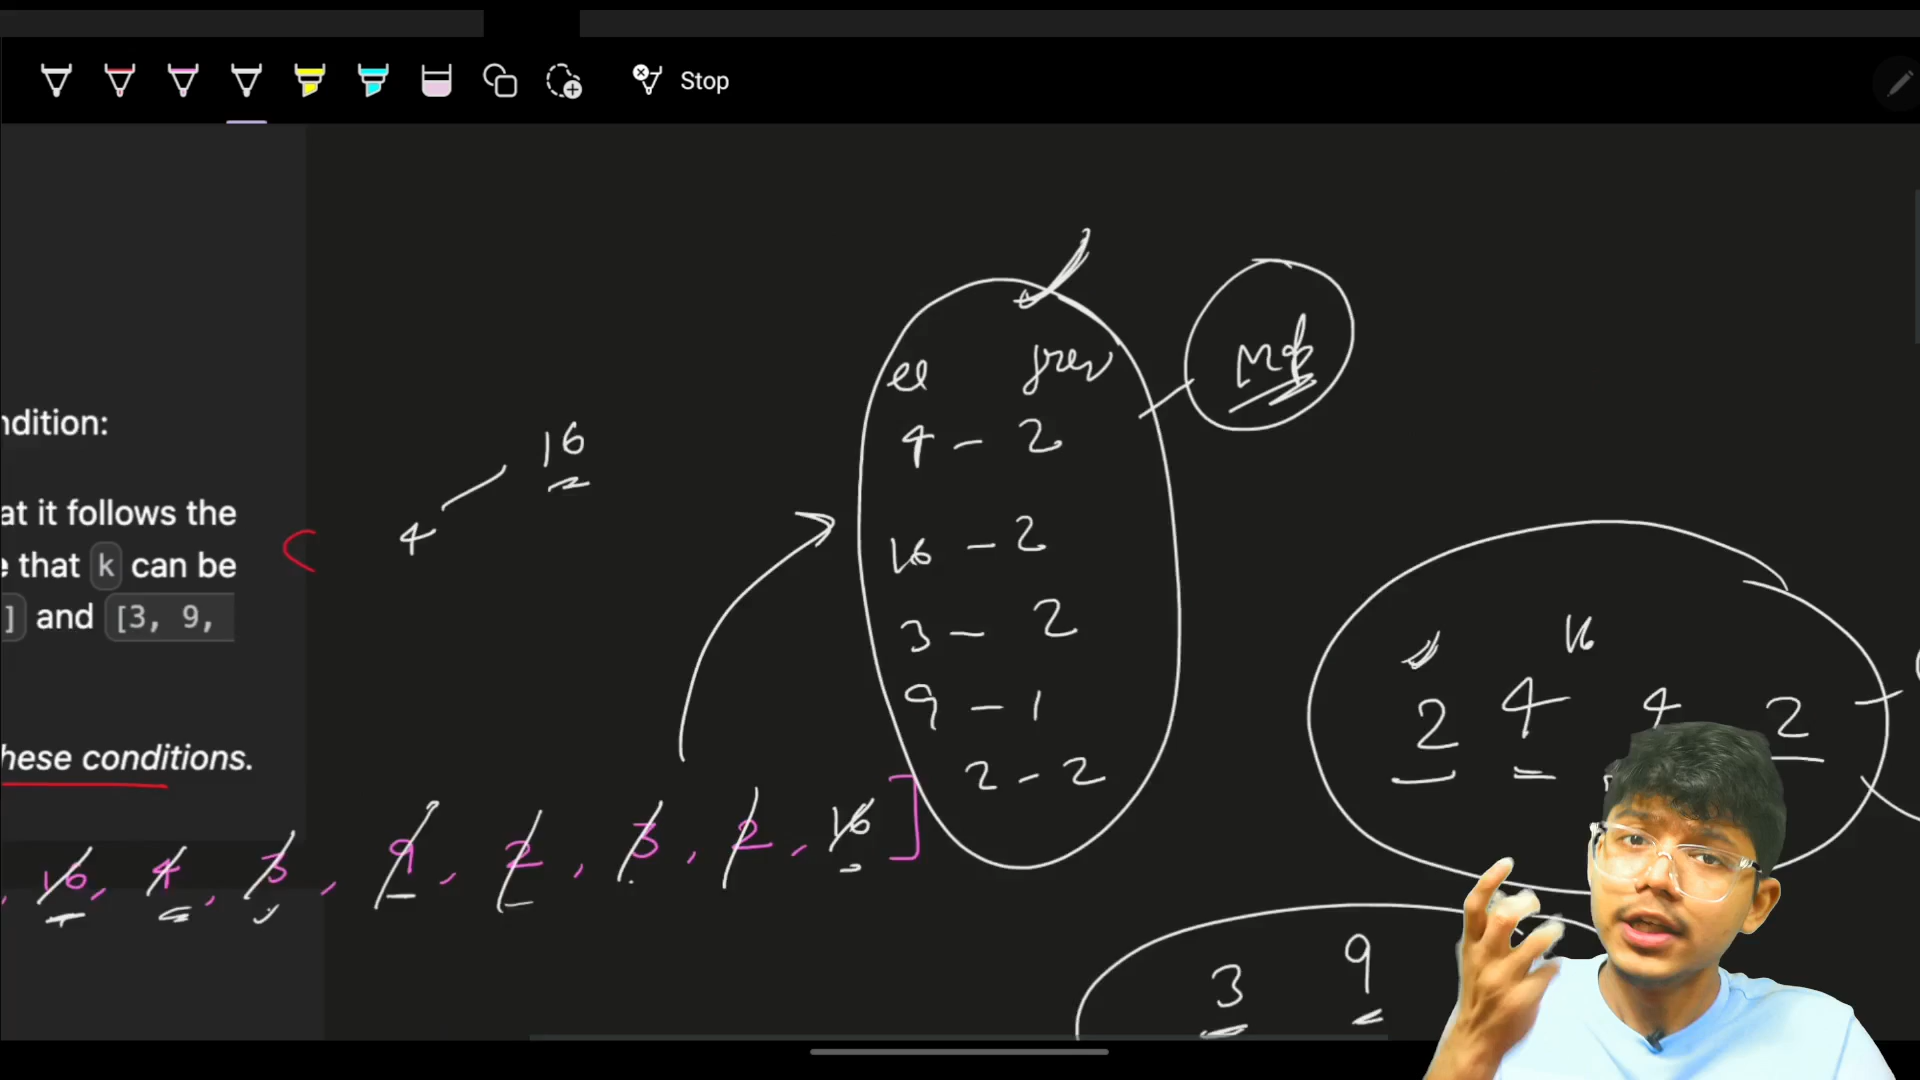 Stop
ndition:
at it follows the
e that k can be
] and [3, 9,
hese conditions.
16
4
el freq
4 - 2
16 - 2
3 - 2
9 - 1
2 - 2
Mp
, 16, 4, 3, 9, 2, 3, 2, 16 ]
16
2 4 4 2
3 9